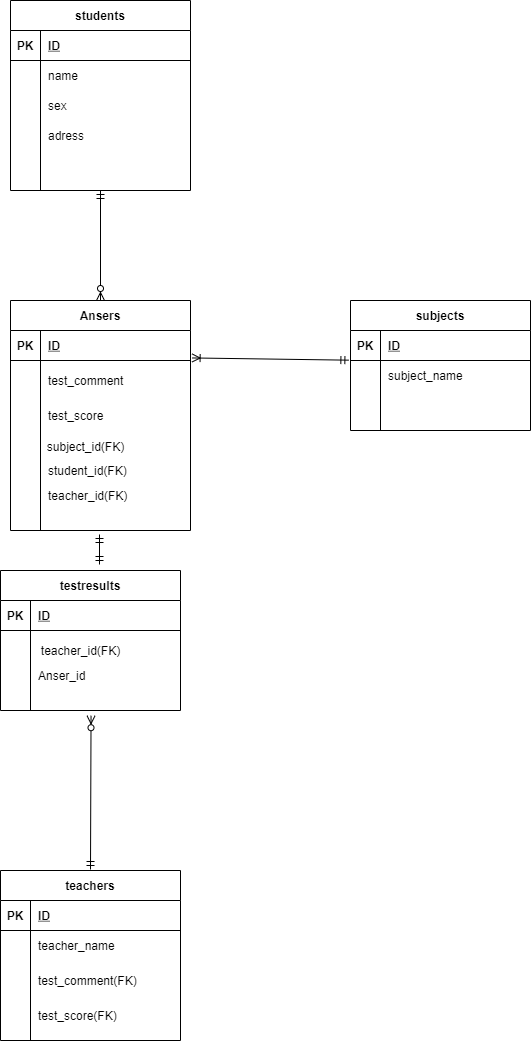 students
PK ID
name
sex
adress
Ansers
PK ID
test_comment
test_score
subject_id(FK)
student_id(FK)
teacher_id(FK)
subjects
PK ID
subject_name
testresults
PK ID
teacher_id(FK)
Anser_id
teachers
PK ID
teacher_name
test_comment(FK)
test_score(FK)